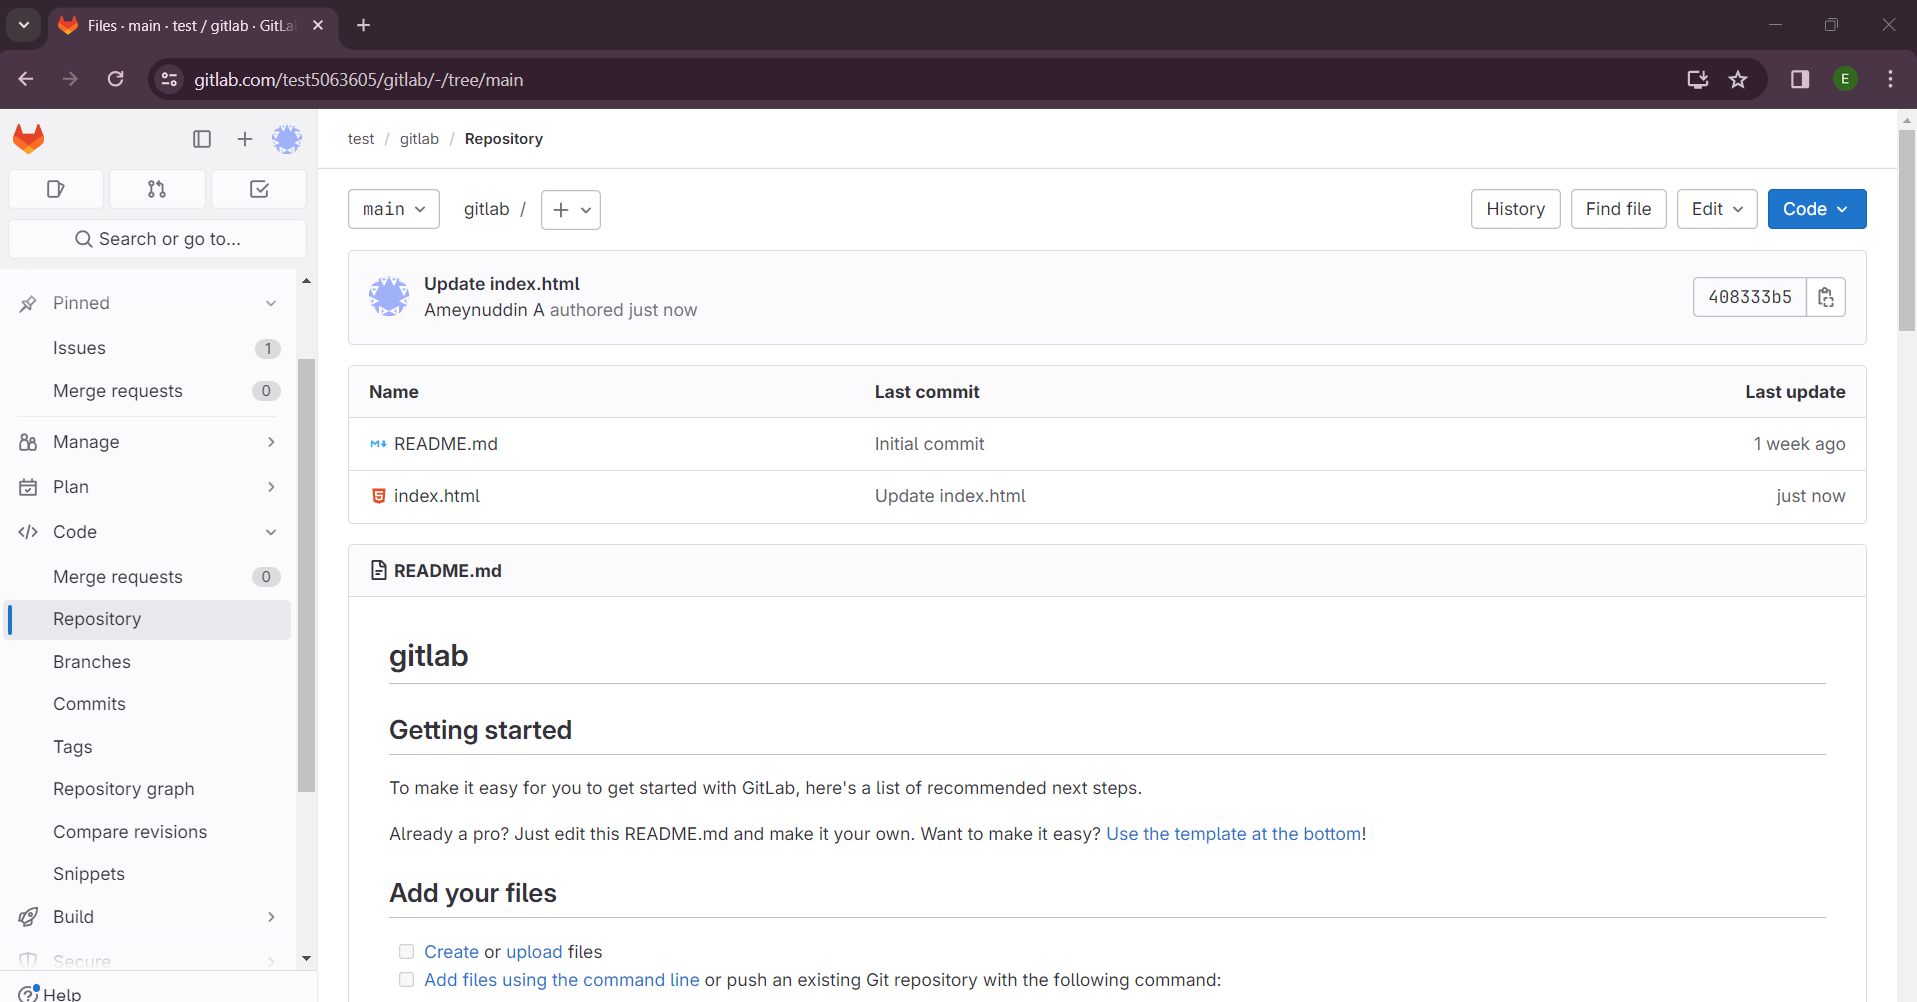 Files · main · test / gitlab · GitLa
gitlab.com/test5063605/gitlab/-/tree/main
E
test / gitlab / Repository
Search or go to...
Pinned
Issues 1
Merge requests 0
Manage
Plan
Code
Merge requests 0
Repository
Branches
Commits
Tags
Repository graph
Compare revisions
Snippets
Build
Secure
Help
main
gitlab /
History
Find file
Edit
Code
Update index.html
Ameynuddin A authored just now
408333b5
Name Last commit Last update
README.md Initial commit 1 week ago
index.html Update index.html just now
README.md
gitlab
Getting started
To make it easy for you to get started with GitLab, here's a list of recommended next steps.
Already a pro? Just edit this README.md and make it your own. Want to make it easy? Use the template at the bottom!
Add your files
Create or upload files
Add files using the command line or push an existing Git repository with the following command: